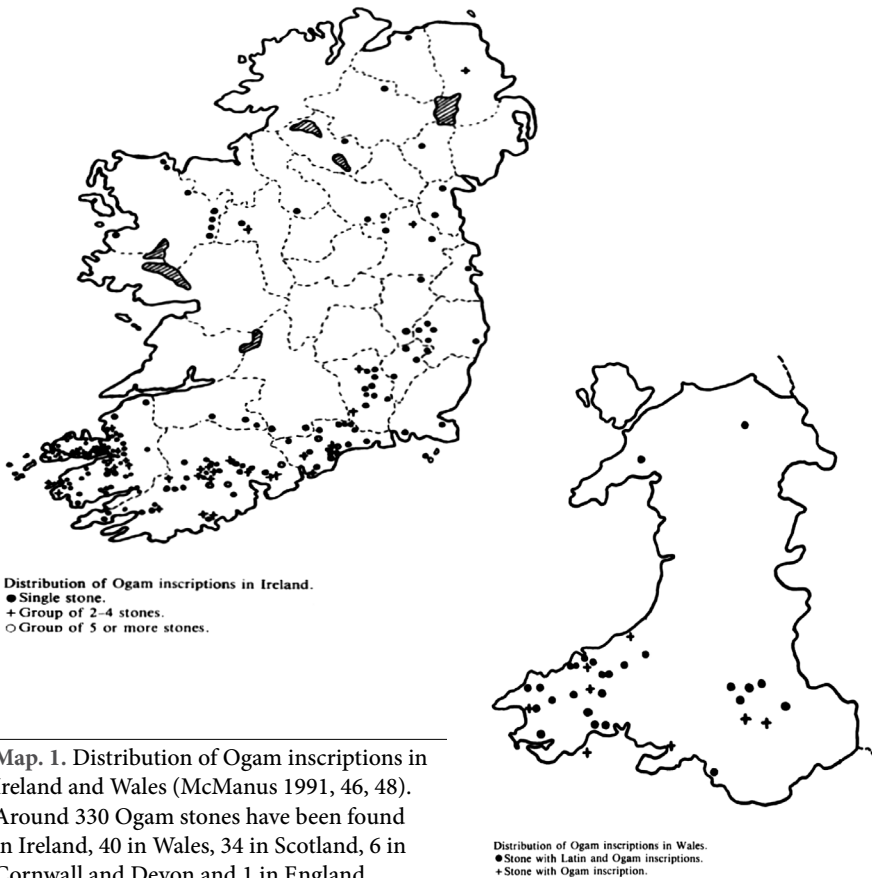 Distribution of Ogam inscriptions in Ireland.
● Single stone.
+ Group of 2–4 stones.
○ Group of 5 or more stones.
Map. 1. Distribution of Ogam inscriptions in
Ireland and Wales (McManus 1991, 46, 48).
Around 330 Ogam stones have been found
in Ireland, 40 in Wales, 34 in Scotland, 6 in
Cornwall and Devon and 1 in England
Distribution of Ogam inscriptions in Wales.
● Stone with Latin and Ogam inscriptions.
+ Stone with Ogam inscription.